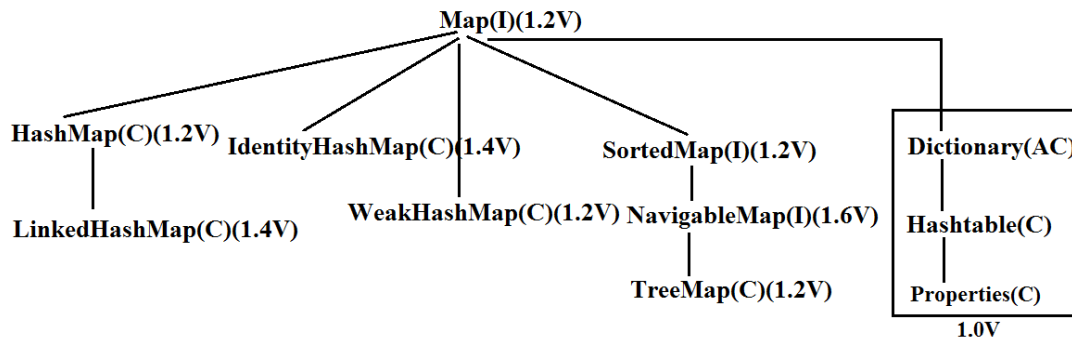 Map(I)(1.2V)
HashMap(C)(1.2V)
IdentityHashMap(C)(1.4V)
SortedMap(I)(1.2V)
Dictionary(AC)
LinkedHashMap(C)(1.4V)
WeakHashMap(C)(1.2V)
NavigableMap(I)(1.6V)
Hashtable(C)
TreeMap(C)(1.2V)
Properties(C)
1.0V